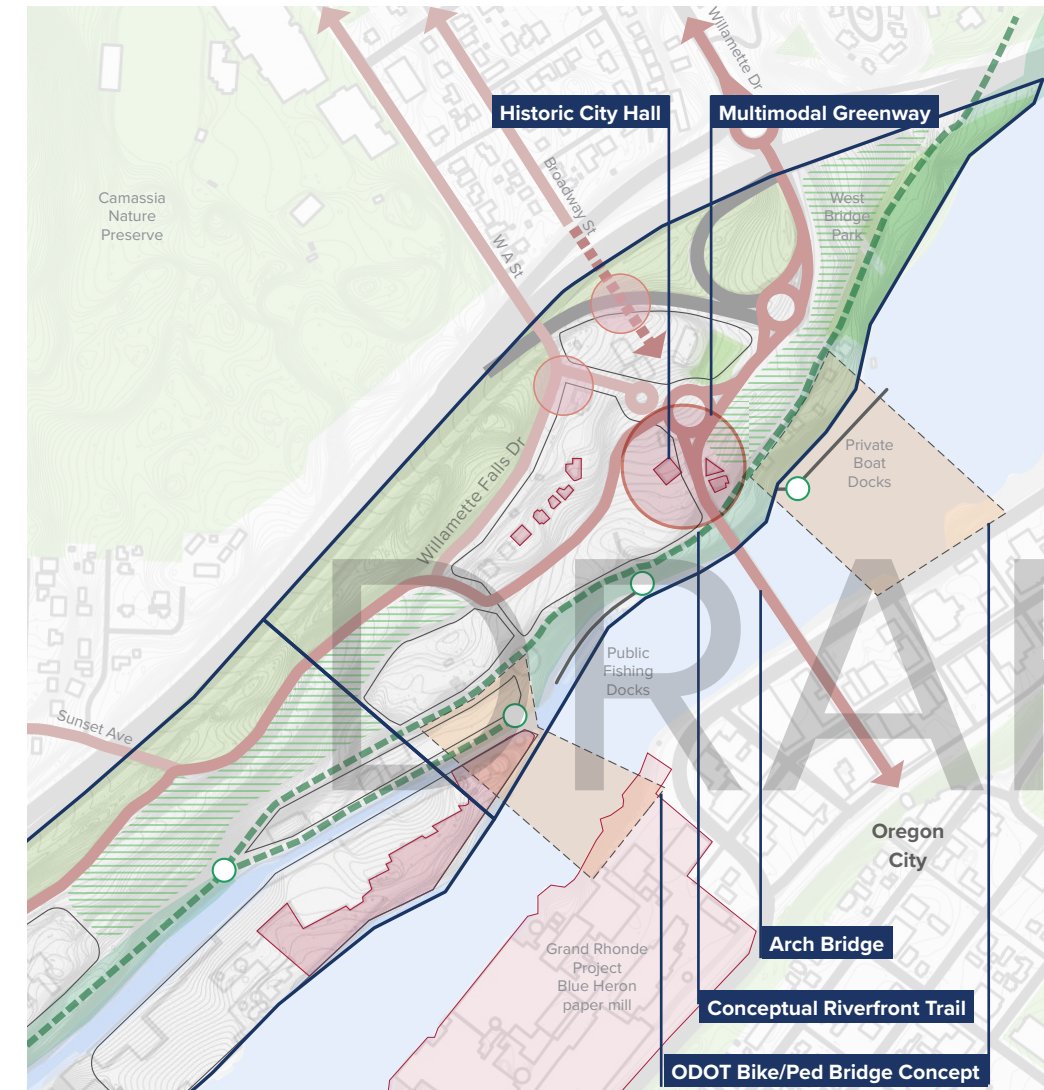 Willamette Dr
Historic City Hall
Multimodal Greenway
Broadway St
Camassia
Nature
Preserve
West
Bridge
Park
W A St
Willamette Falls Dr
Private
Boat
Docks
DRA
Public
Fishing
Docks
Sunset Ave
Oregon
City
Arch Bridge
Grand Rhonde
Project
Blue Heron
paper mill
Conceptual Riverfront Trail
ODOT Bike/Ped Bridge Concept